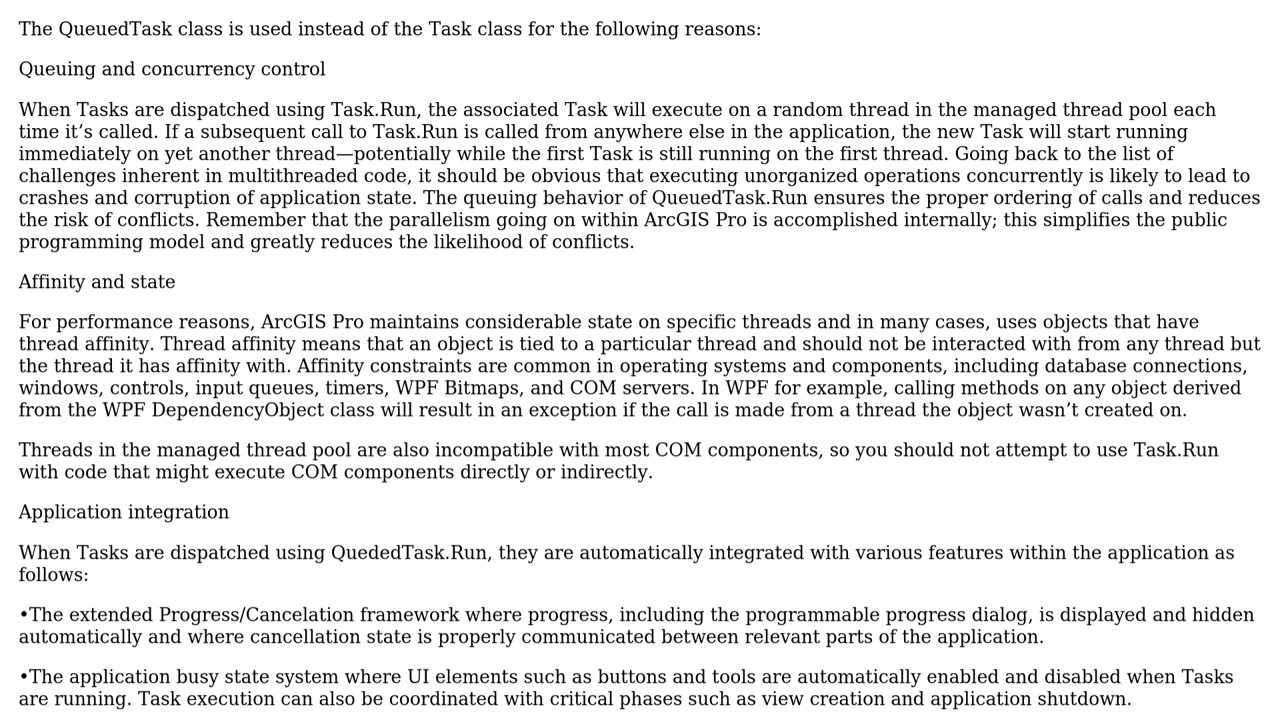 The QueuedTask class is used instead of the Task class for the following reasons:
Queuing and concurrency control
When Tasks are dispatched using Task.Run, the associated Task will execute on a random thread in the managed thread pool each
time it’s called. If a subsequent call to Task.Run is called from anywhere else in the application, the new Task will start running
immediately on yet another thread—potentially while the first Task is still running on the first thread. Going back to the list of
challenges inherent in multithreaded code, it should be obvious that executing unorganized operations concurrently is likely to lead to
crashes and corruption of application state. The queuing behavior of QueuedTask.Run ensures the proper ordering of calls and reduces
the risk of conflicts. Remember that the parallelism going on within ArcGIS Pro is accomplished internally; this simplifies the public
programming model and greatly reduces the likelihood of conflicts.
Affinity and state
For performance reasons, ArcGIS Pro maintains considerable state on specific threads and in many cases, uses objects that have
thread affinity. Thread affinity means that an object is tied to a particular thread and should not be interacted with from any thread but
the thread it has affinity with. Affinity constraints are common in operating systems and components, including database connections,
windows, controls, input queues, timers, WPF Bitmaps, and COM servers. In WPF for example, calling methods on any object derived
from the WPF DependencyObject class will result in an exception if the call is made from a thread the object wasn’t created on.
Threads in the managed thread pool are also incompatible with most COM components, so you should not attempt to use Task.Run
with code that might execute COM components directly or indirectly.
Application integration
When Tasks are dispatched using QuededTask.Run, they are automatically integrated with various features within the application as
follows:
•The extended Progress/Cancelation framework where progress, including the programmable progress dialog, is displayed and hidden
automatically and where cancellation state is properly communicated between relevant parts of the application.
•The application busy state system where UI elements such as buttons and tools are automatically enabled and disabled when Tasks
are running. Task execution can also be coordinated with critical phases such as view creation and application shutdown.